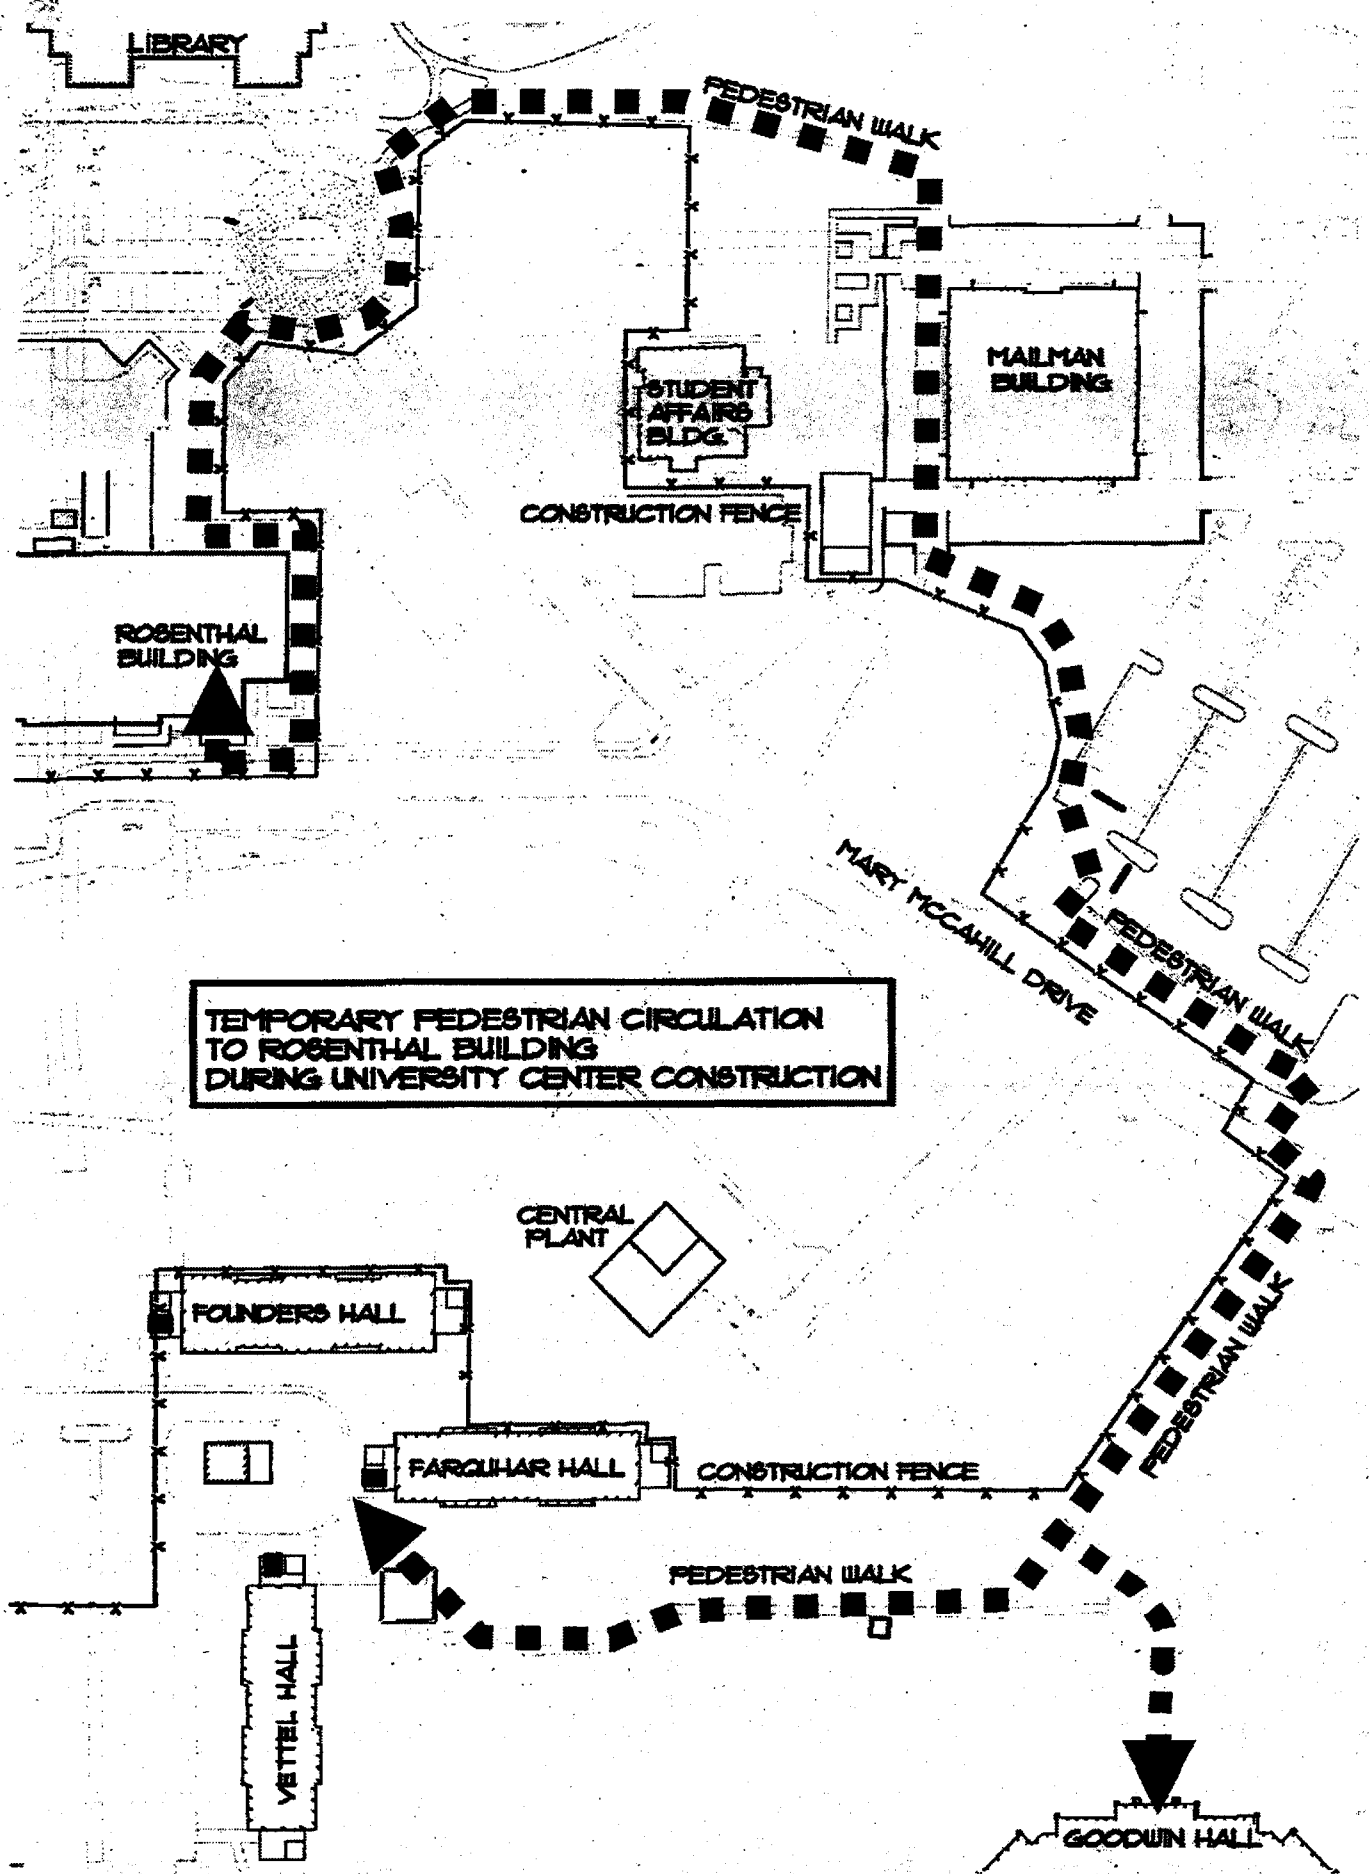 LIBRARY
PEDESTRIAN WALK
MAILMAN
BUILDING
STUDENT
AFFAIRS
BLDG.
CONSTRUCTION FENCE
ROSENTHAL
BUILDING
MARY MCCAHILL DRIVE
PEDESTRIAN WALK
TEMPORARY PEDESTRIAN CIRCULATION
TO ROSENTHAL BUILDING
DURING UNIVERSITY CENTER CONSTRUCTION
CENTRAL
PLANT
FOUNDERS HALL
PEDESTRIAN WALK
FARQUHAR HALL
CONSTRUCTION FENCE
PEDESTRIAN WALK
VETTEL HALL
GOODWIN HALL